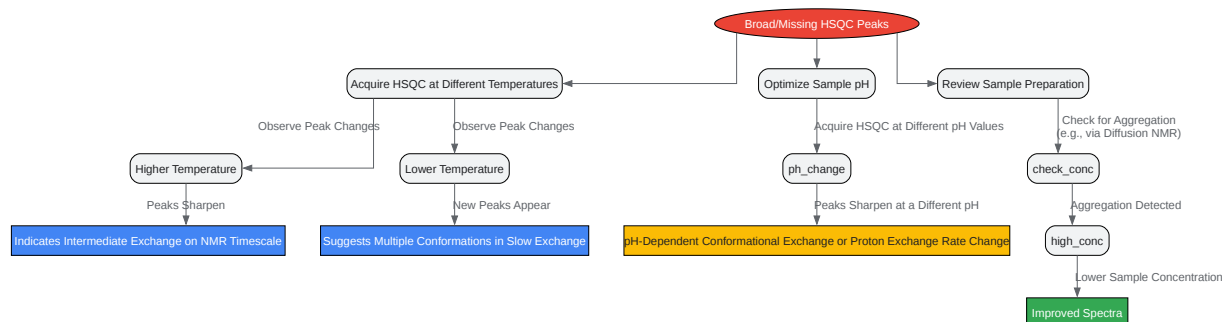 Broad/Missing HSQC Peaks
Acquire HSQC at Different Temperatures
Optimize Sample pH
Review Sample Preparation
Observe Peak Changes
Observe Peak Changes
Acquire HSQC at Different pH Values
Check for Aggregation
(e.g., via Diffusion NMR)
Higher Temperature
Lower Temperature
ph_change
check_conc
Peaks Sharpen
New Peaks Appear
Peaks Sharpen at a Different pH
Aggregation Detected
Indicates Intermediate Exchange on NMR Timescale
Suggests Multiple Conformations in Slow Exchange
pH-Dependent Conformational Exchange or Proton Exchange Rate Change
high_conc
Lower Sample Concentration
Improved Spectra